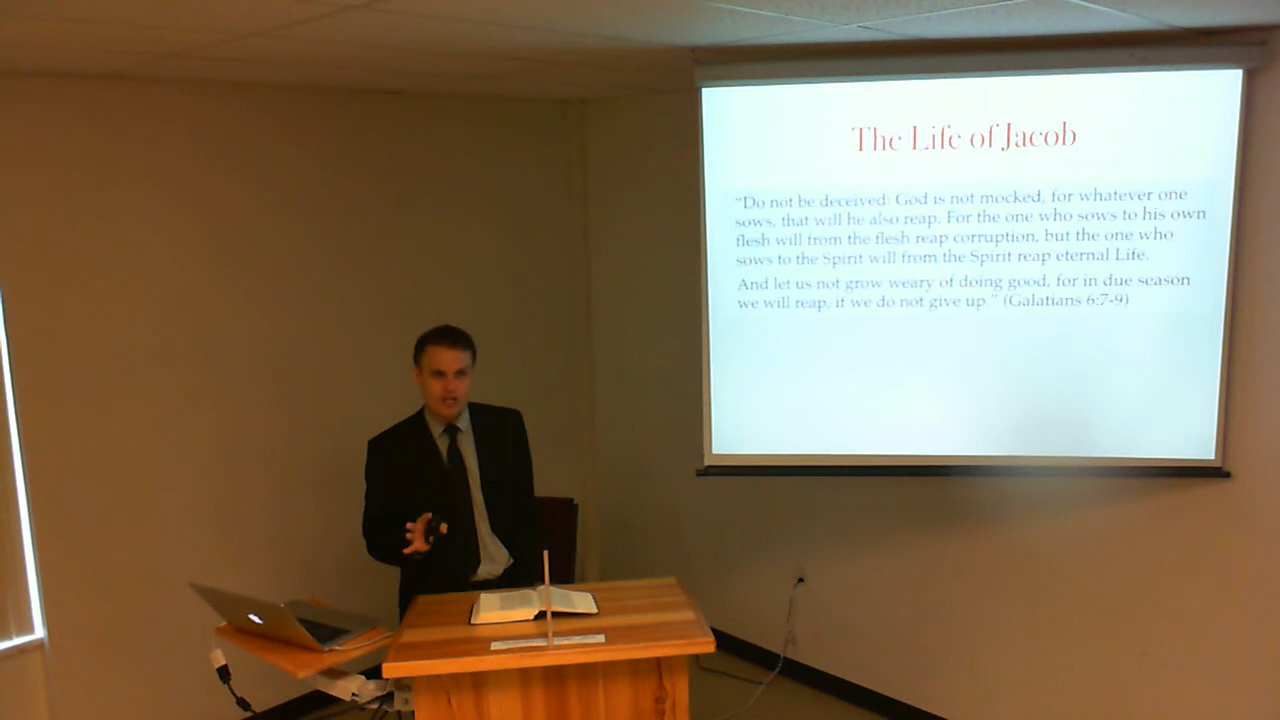 The Life of Jacob
“Do not be deceived: God is not mocked, for whatever one
sows, that will he also reap. For the one who sows to his own
flesh will from the flesh reap corruption, but the one who
sows to the Spirit will from the Spirit reap eternal Life.
And let us not grow weary of doing good, for in due season
we will reap, if we do not give up.” (Galatians 6:7-9)